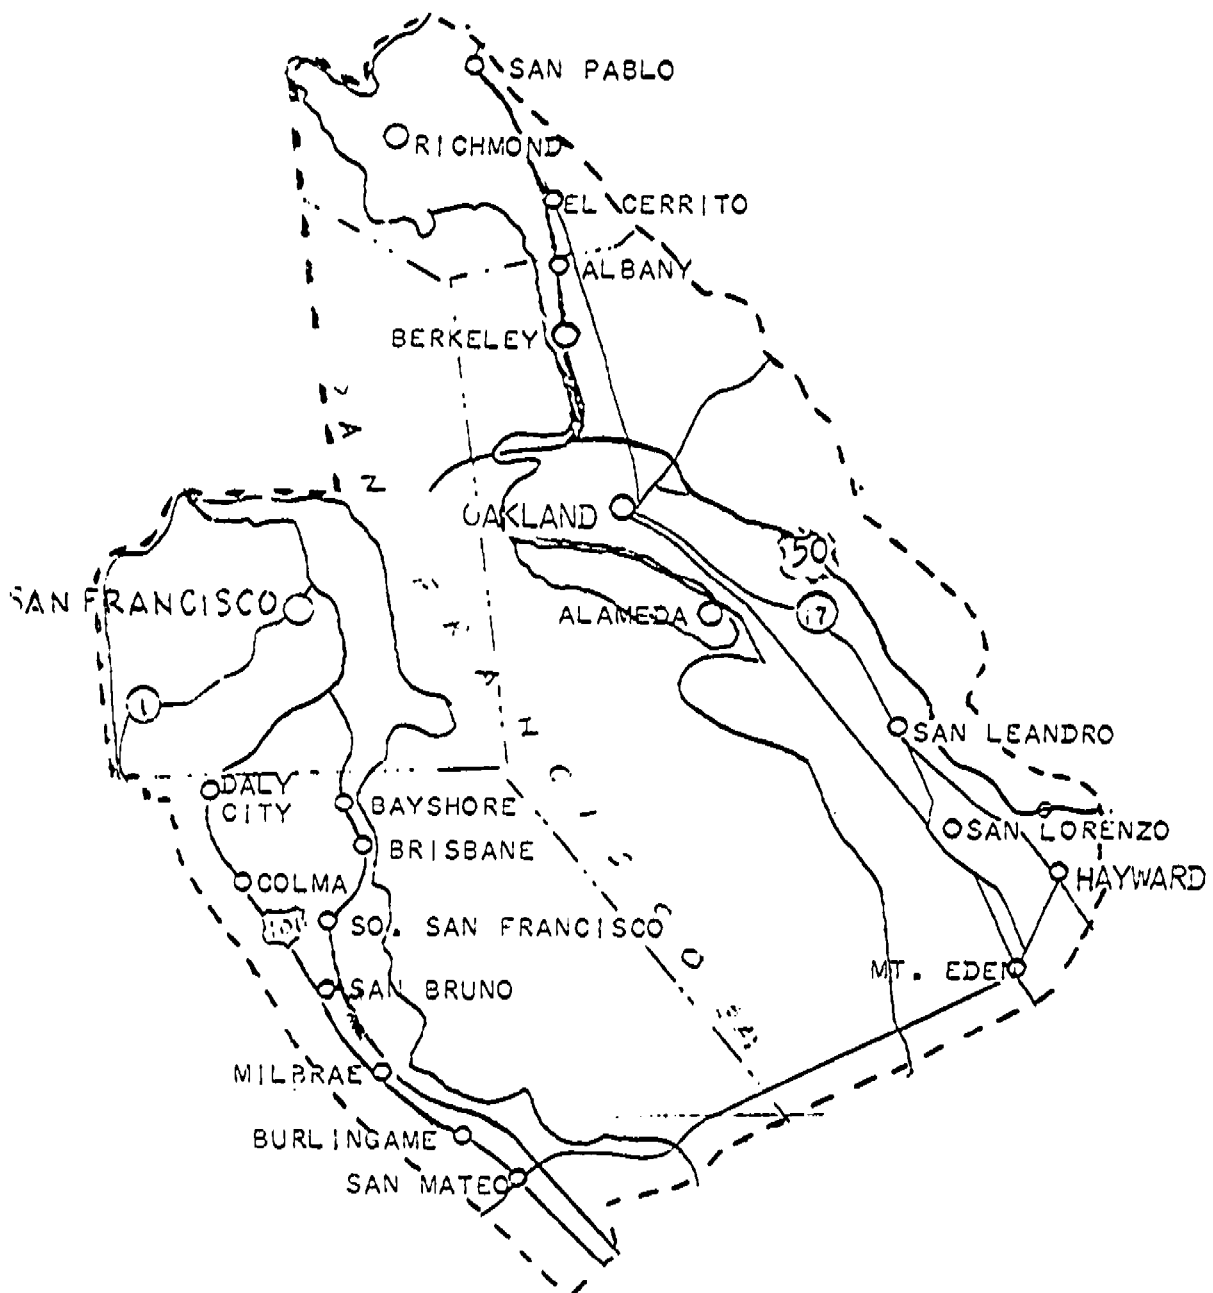 SAN PABLO
RICHMOND
EL CERRITO
ALBANY
BERKELEY
OAKLAND
50
SAN FRANCISCO
ALAMEDA
17
1
SAN LEANDRO
DALY
CITY
BAYSHORE
SAN LORENZO
BRISBANE
COLMA
HAYWARD
101
SO. SAN FRANCISCO
MT. EDEN
SAN BRUNO
MILBRAE
BURLINGAME
SAN MATEO